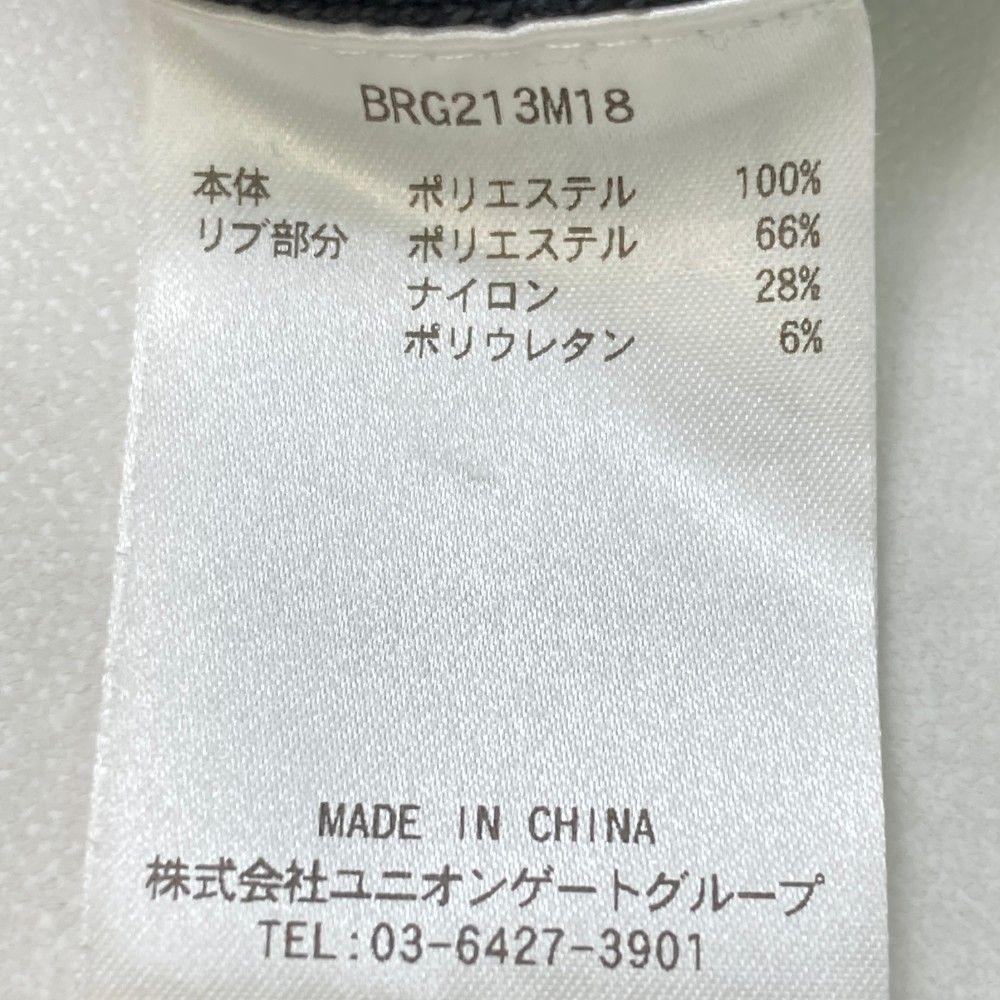 BRG213M18
本体 ポリエステル 100%
リブ部分 ポリエステル 66%
ナイロン 28%
ポリウレタン 6%
MADE IN CHINA
株式会社ユニオンゲートグループ
TEL:03-6427-3901